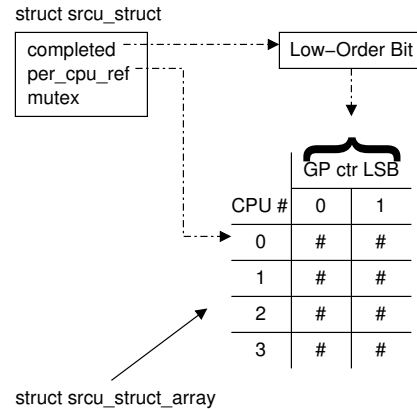 struct srcu_struct
completed
per_cpu_ref
mutex
Low−Order Bit
GP ctr LSB
CPU # 0 1
0 # #
1 # #
2 # #
3 # #
struct srcu_struct_array